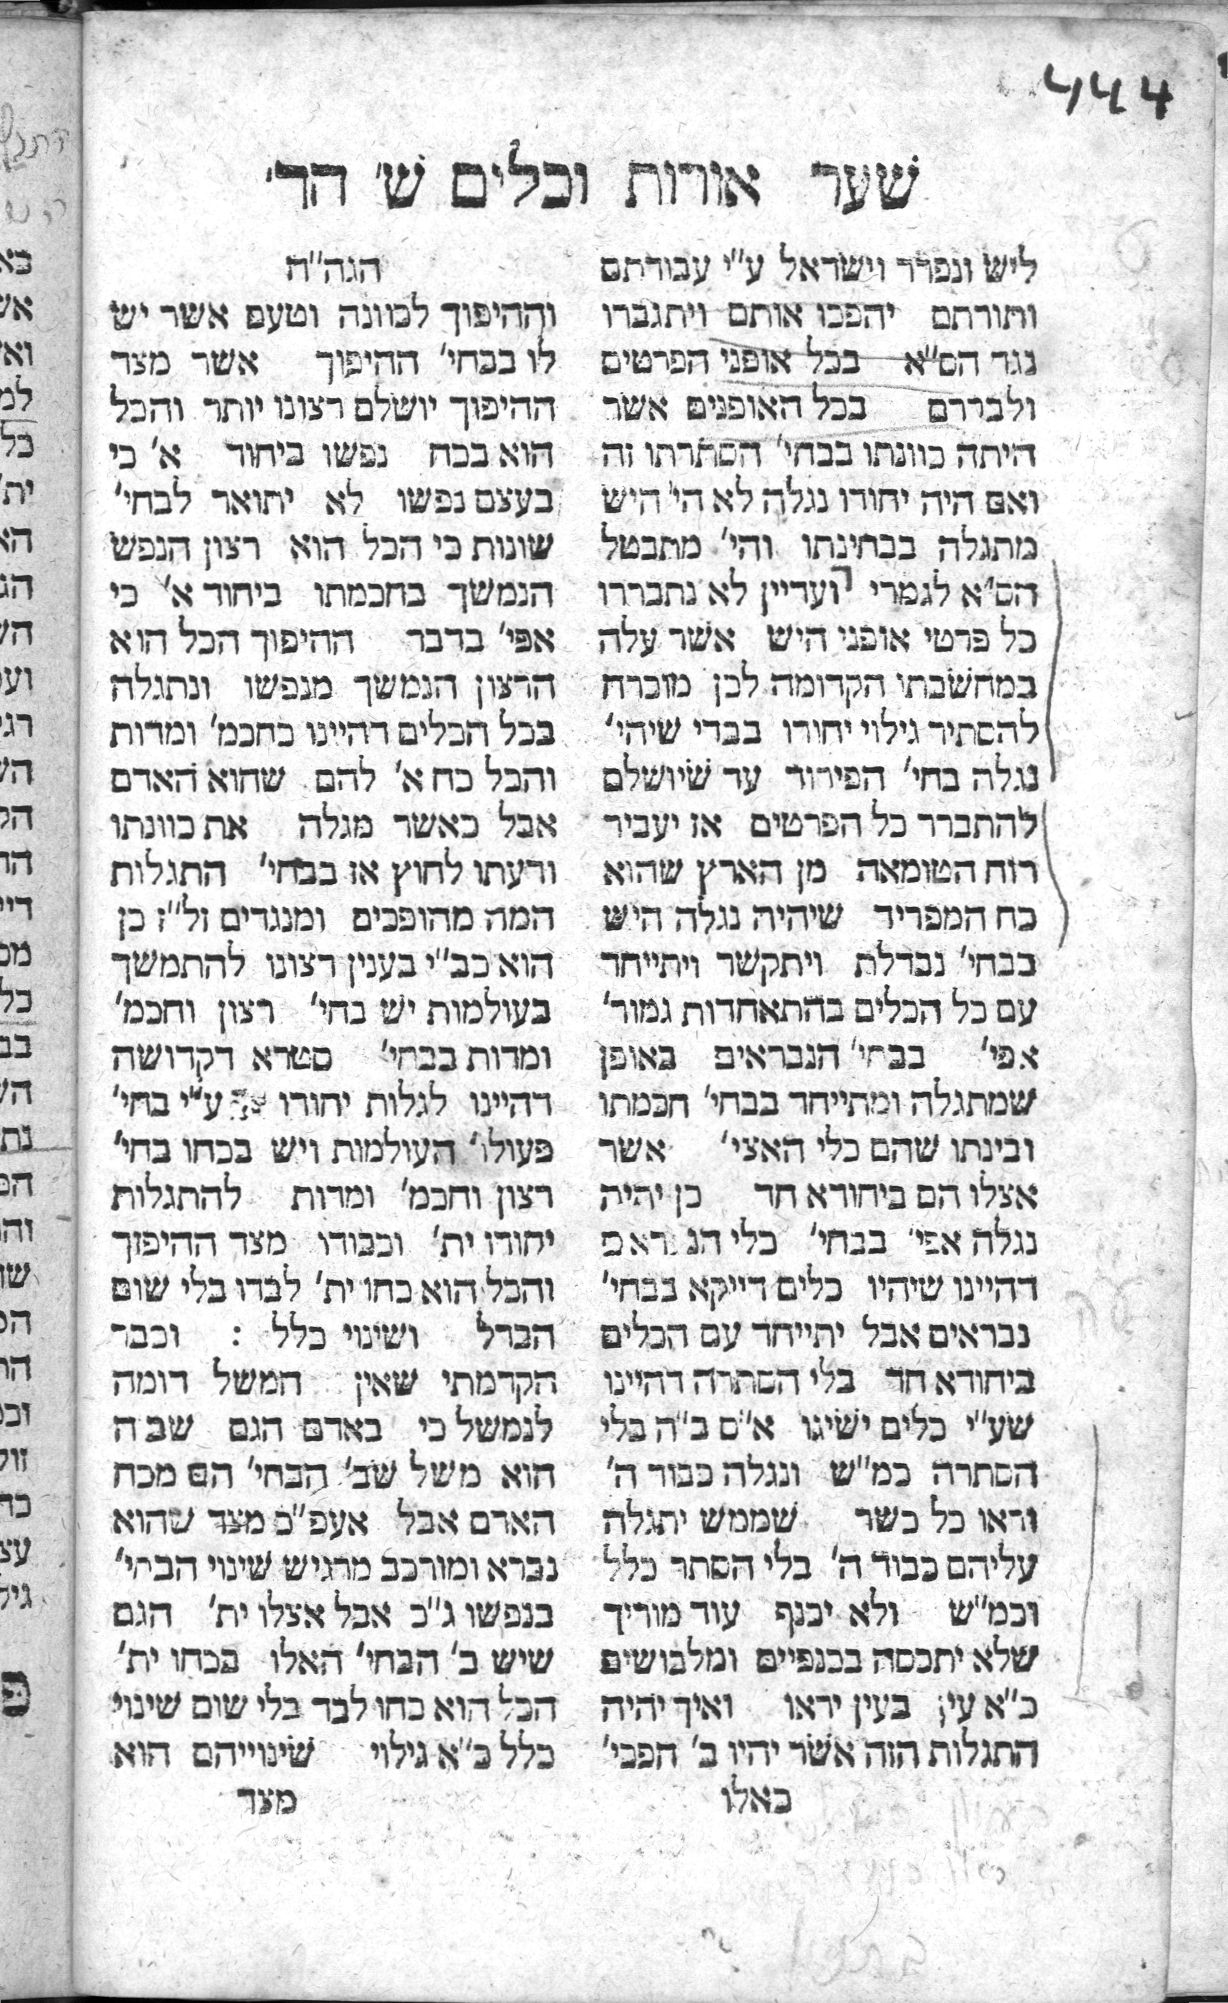 444
שער אורות וכלים ש' הד'
ליש ונפרד וישראל ע"י עבודתם
ותורתם יהפכו אותם ויתגברו
נגד הס"א בכל אופני הפרטים
ולבררם בכל האופנים אשר
היתה כוונתו בבחי' הסתרתו זה
ואם היה יחודו נגלה לא הי' היש
מתגלה בבחינתו והי' מתבטל
הס"א לגמרי ועדיין לא נתבררו
כל פרטי אופני היש אשר עלה
במחשבתו הקדומה לכן מוכרח
להסתיר גילוי יחודו בבדי שיהי'
נגלה בחי' הפירוד עד שיושלם
להתברר כל הפרטים אז יעביר
רוח הטומאה מן הארץ שהוא
כח המפריד שיהיה נגלה היש
בבחי' נבדלת ויתקשר ויתייחד
עם כל הכלים בהתאחדות גמור'
אפי' בבחי' הנבראים באופן
שמתגלה ומתייחד בבחי' חכמתו
ובינתו שהם כלי האצי' אשר
אצלו הם ביחודא חד כן יהיה
נגלה אפי' בבחי' כלי
דהיינו שיהיו כלים דייקא בבחי'
נבראים אבל יתייחד עם הכלים
ביחודא חד בלי הסתרה דהיינו
שע"י כלים ישיגו א"ס ב"ה בלי
הסתרה כמ"ש ונגלה כבוד ה'
וראו כל בשר שממש יתגלה
עליהם כבוד ה' בלי הסתר כלל
וכמ"ש ולא יכנף עוד מוריך
שלא יתכסה בכנפיים ומלבושים
כ"א עין בעין יראו ואיך יהיה
התגלות הזה אשר יהיו ב' הפכי'
כאלו
הגה"ה
וההיפוך לכוונה וטעם אשר יש
לו בבחי' ההיפוך אשר מצד
ההיפוך יושלם רצונו יותר והכל
הוא בכח נפשו ביחוד א' כי
בעצם נפשו לא יתואר לבחי'
שונות כי הכל הוא רצון הנפש
הנמשך בחכמתו ביחוד א' כי
אפי' בדבר ההיפוך הכל הוא
הרצון הנמשך מנפשו ונתגלה
בכל הכלים דהיינו כחכמ' ומדות
והכל כח א' להם שהוא האדם
אבל כאשר מגלה את כוונתו
ודעתו לחוץ אז בבחי' התגלות
המה מהופכים ומנגדים זל"ז כן
הוא כב"י בענין רצונו להתמשך
בעולמות יש בחי' רצון וחכמ'
ומדות בבחי' סטרא דקדושה
דהיינו לגלות יחודו ע"י בחי'
פעולו' העולמות ויש בכחו בחי'
רצון וחכמ' ומדות להתגלות
יחודו ית' וכבודו מצד ההיפוך
והכל הוא כחו ית' לבדו בלי שום
הבדל ושינוי כלל : וכבר
הקדמתי שאין המשל דומה
לנמשל כי באדם הגם שבזה
הוא משל שב' הבחי' הם מכח
האדם אבל אעפ"כ מצד שהוא
נברא ומורכב מרגיש שינוי הבחי'
בנפשו ג"כ אבל אצלו ית' הגם
שיש ב' הבחי' האלו בכחו ית'
הכל הוא כחו לבד בלי שום שינוי
כלל כ"א גילוי שינוייהם הוא
מצד